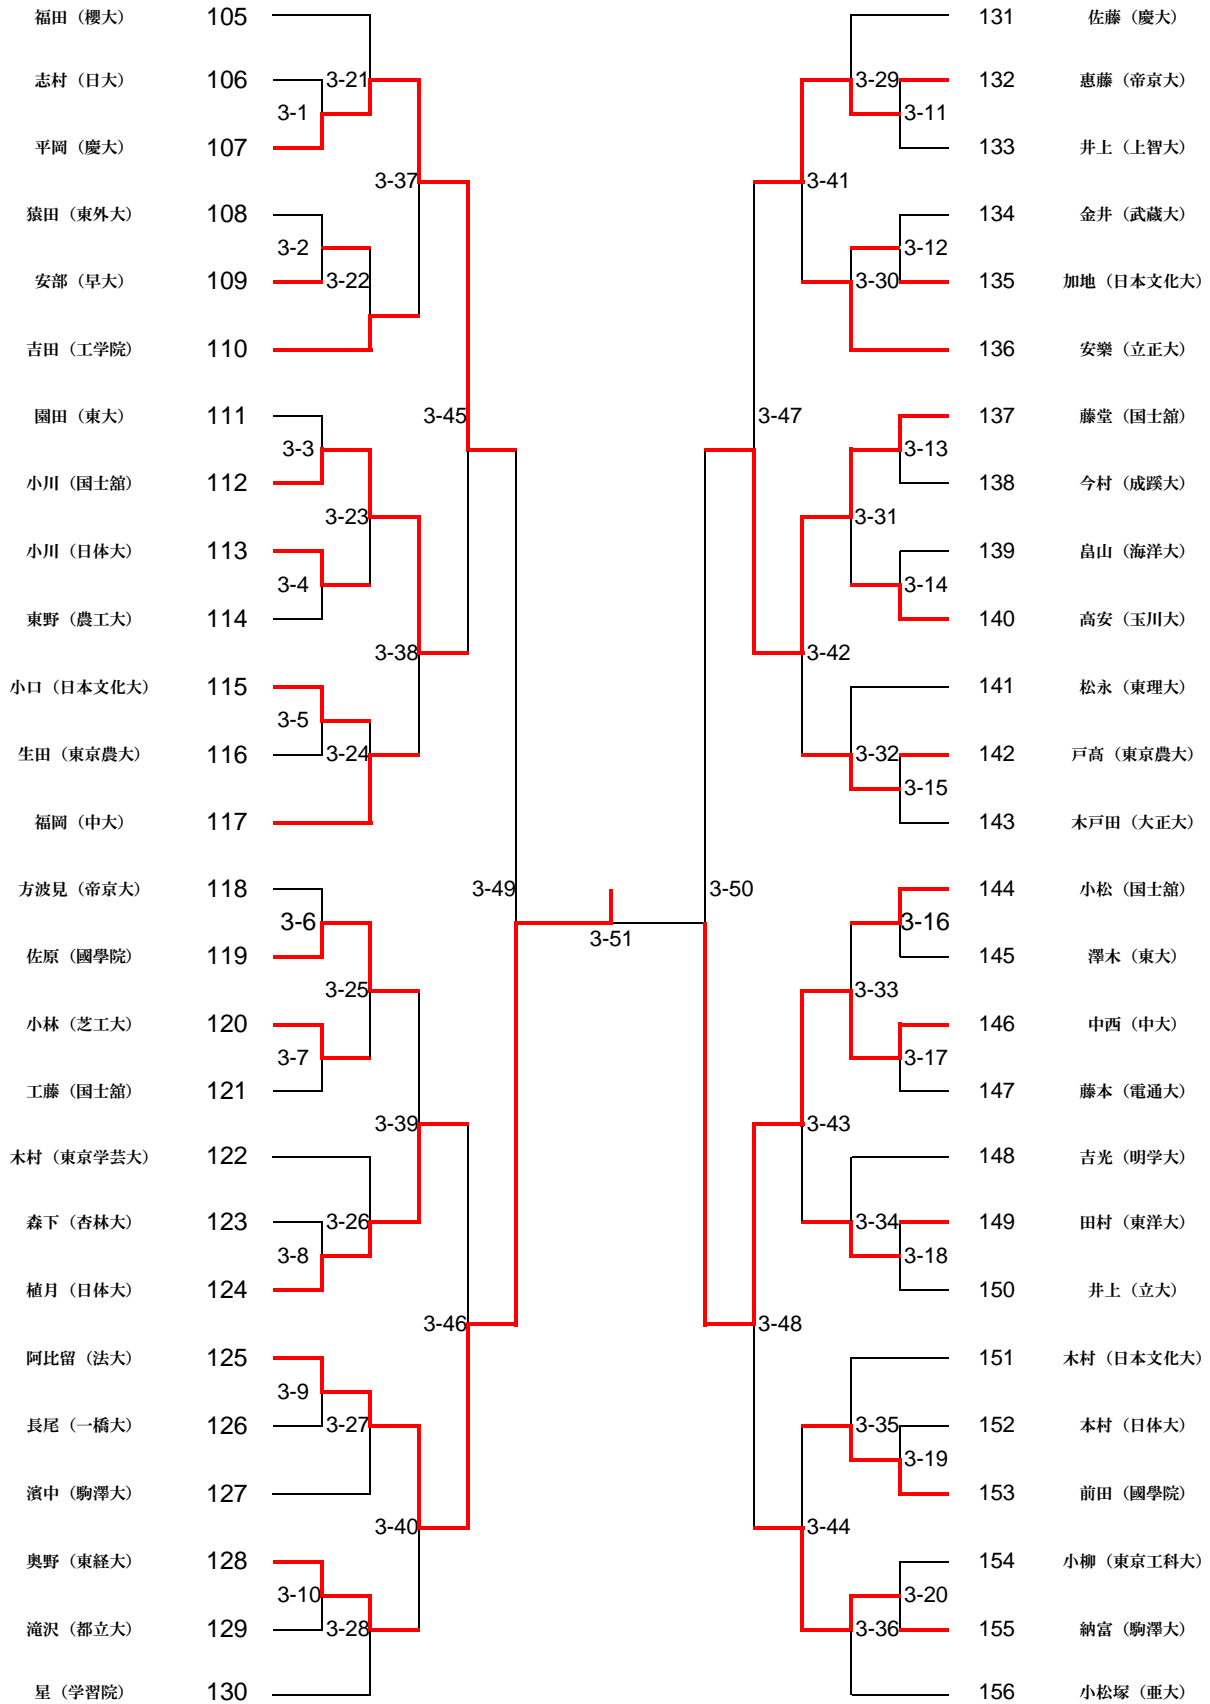 福田（櫻大） 105
志村（日大） 106
3-21
3-1
平岡（慶大） 107
3-37
猿田（東外大） 108
3-2
安部（早大） 109
3-22
吉田（工学院） 110
園田（東大） 111
3-45
3-3
小川（国士舘） 112
3-23
小川（日体大） 113
3-4
東野（農工大） 114
3-38
小口（日本文化大） 115
3-5
生田（東京農大） 116
3-24
福岡（中大） 117
方波見（帝京大） 118
3-49
3-6
佐原（國學院） 119
3-25
小林（芝工大） 120
3-7
工藤（国士舘） 121
3-39
木村（東京学芸大） 122
森下（杏林大） 123
3-26
3-8
植月（日体大） 124
3-46
阿比留（法大） 125
3-9
長尾（一橋大） 126
3-27
濱中（駒澤大） 127
3-40
奥野（東経大） 128
3-10
滝沢（都立大） 129
3-28
星（学習院） 130
3-51
131 佐藤（慶大）
3-29
132 惠藤（帝京大）
3-11
133 井上（上智大）
3-41
134 金井（武蔵大）
3-12
3-30
135 加地（日本文化大）
136 安樂（立正大）
3-47
137 藤堂（国士舘）
3-13
138 今村（成蹊大）
3-31
139 畠山（海洋大）
3-14
140 高安（玉川大）
3-42
141 松永（東理大）
3-32
142 戸髙（東京農大）
3-15
143 木戸田（大正大）
3-50
144 小松（国士舘）
3-16
145 澤木（東大）
3-33
146 中西（中大）
3-17
147 藤本（電通大）
3-43
148 吉光（明学大）
3-34
149 田村（東洋大）
3-18
150 井上（立大）
3-48
151 木村（日本文化大）
3-35
152 本村（日体大）
3-19
153 前田（國學院）
3-44
154 小柳（東京工科大）
3-20
3-36
155 納富（駒澤大）
156 小松塚（亜大）